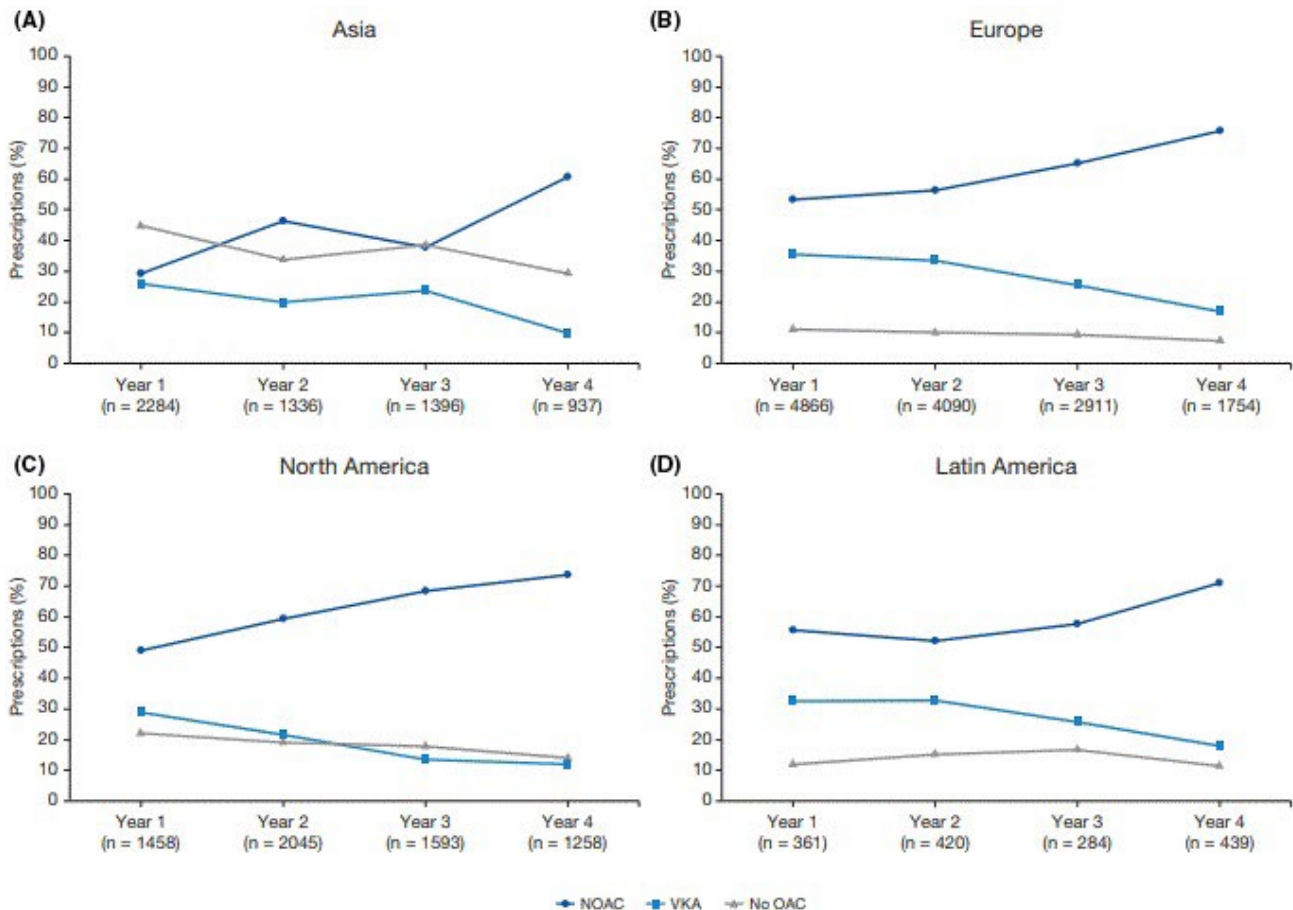 (A)
Asia
Prescriptions (%)
100
90
80
70
60
50
40
30
20
10
0
Year 1
(n = 2284)
Year 2
(n = 1336)
Year 3
(n = 1396)
Year 4
(n = 937)
(B)
Europe
Prescriptions (%)
100
90
80
70
60
50
40
30
20
10
0
Year 1
(n = 4866)
Year 2
(n = 4090)
Year 3
(n = 2911)
Year 4
(n = 1754)
(C)
North America
Prescriptions (%)
100
90
80
70
60
50
40
30
20
10
0
Year 1
(n = 1458)
Year 2
(n = 2045)
Year 3
(n = 1593)
Year 4
(n = 1258)
(D)
Latin America
Prescriptions (%)
100
90
80
70
60
50
40
30
20
10
0
Year 1
(n = 361)
Year 2
(n = 420)
Year 3
(n = 284)
Year 4
(n = 439)
NOAC VKA No OAC